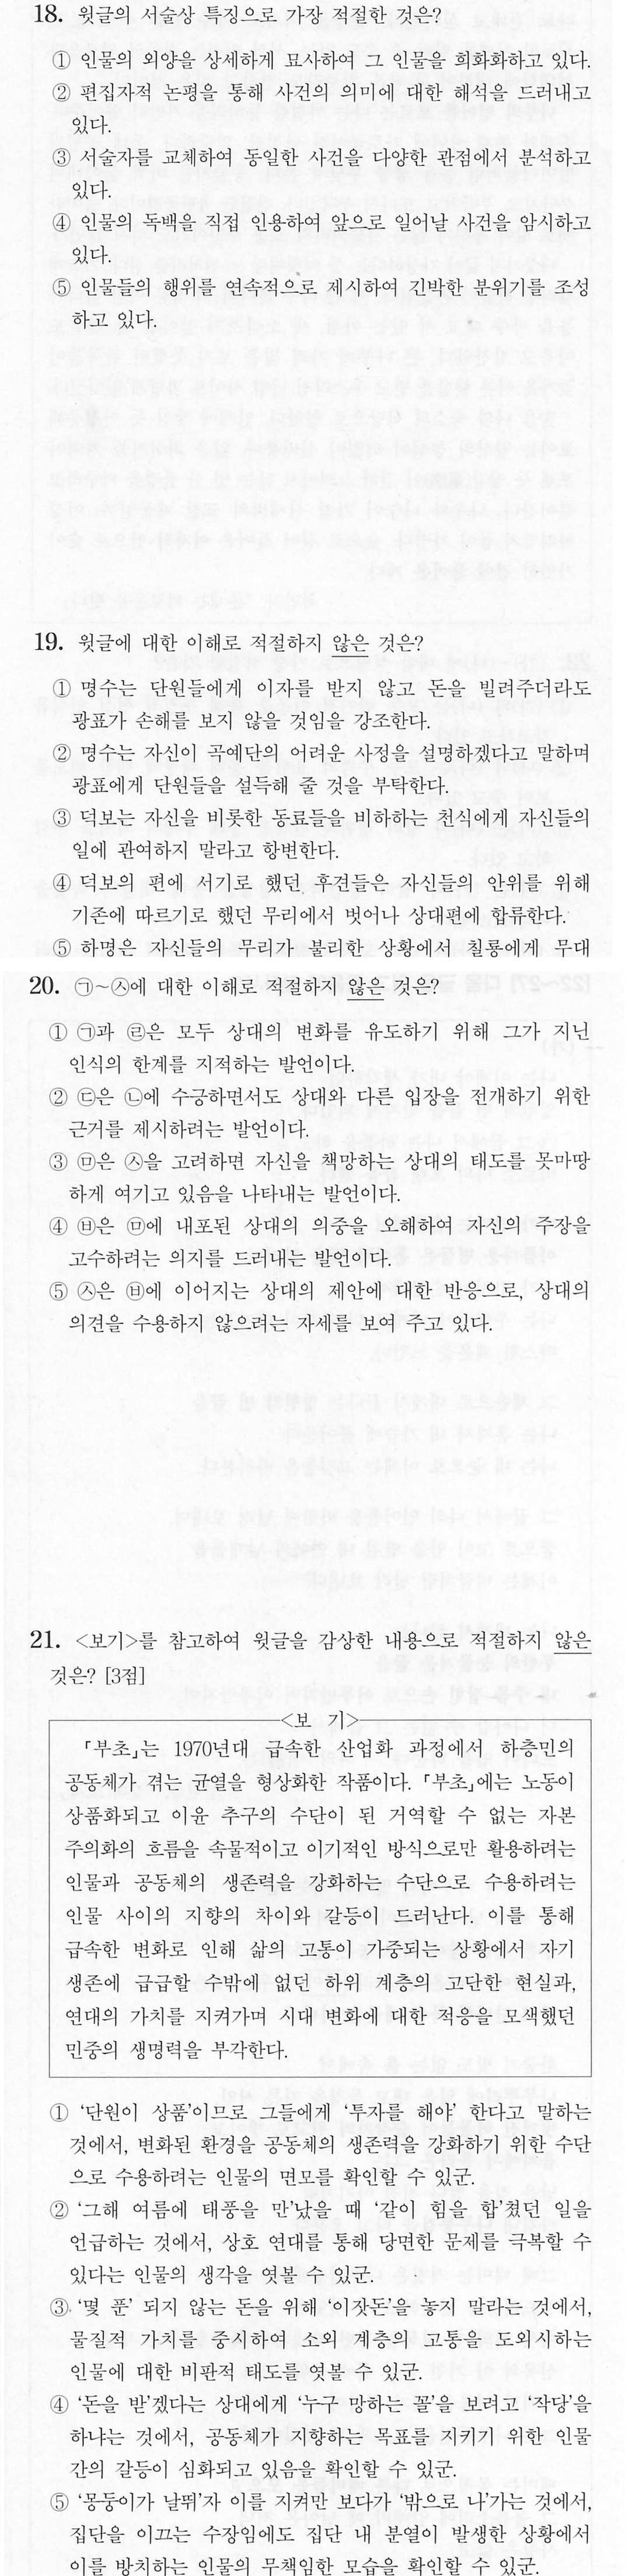 18. 윗글의 서술상 특징으로 가장 적절한 것은?
① 인물의 외양을 상세하게 묘사하여 그 인물을 희화화하고 있다.
② 편집자적 논평을 통해 사건의 의미에 대한 해석을 드러내고
있다.
③ 서술자를 교체하여 동일한 사건을 다양한 관점에서 분석하고
있다.
④ 인물의 독백을 직접 인용하여 앞으로 일어날 사건을 암시하고
있다.
⑤ 인물들의 행위를 연속적으로 제시하여 긴박한 분위기를 조성
하고 있다.
19. 윗글에 대한 이해로 적절하지 않은 것은?
① 명수는 단원들에게 이자를 받지 않고 돈을 빌려주더라도
광표가 손해를 보지 않을 것임을 강조한다.
② 명수는 자신이 곡예단의 어려운 사정을 설명하겠다고 말하며
광표에게 단원들을 설득해 줄 것을 부탁한다.
③ 덕보는 자신을 비롯한 동료들을 비하하는 천식에게 자신들의
일에 관여하지 말라고 항변한다.
④ 덕보의 편에 서기로 했던 후견들은 자신들의 안위를 위해
기존에 따르기로 했던 무리에서 벗어나 상대편에 합류한다.
⑤ 하명은 자신들의 무리가 불리한 상황에서 칠룡에게 무대
20. ㉠~㉦에 대한 이해로 적절하지 않은 것은?
① ㉠과 ㉣은 모두 상대의 변화를 유도하기 위해 그가 지닌
인식의 한계를 지적하는 발언이다.
② ㉢은 ㉡에 수긍하면서도 상대와 다른 입장을 전개하기 위한
근거를 제시하려는 발언이다.
③ ㉤은 ㉦을 고려하면 자신을 책망하는 상대의 태도를 못마땅
하게 여기고 있음을 나타내는 발언이다.
④ ㉥은 ㉤에 내포된 상대의 의중을 오해하여 자신의 주장을
고수하려는 의지를 드러내는 발언이다.
⑤ ㉦은 ㉥에 이어지는 상대의 제안에 대한 반응으로, 상대의
의견을 수용하지 않으려는 자세를 보여 주고 있다.
21. <보기>를 참고하여 윗글을 감상한 내용으로 적절하지 않은
것은? [3점]
<보 기>
「부초」는 1970년대 급속한 산업화 과정에서 하층민의
공동체가 겪는 균열을 형상화한 작품이다. 「부초」에는 노동이
상품화되고 이윤 추구의 수단이 된 거역할 수 없는 자본
주의화의 흐름을 속물적이고 이기적인 방식으로만 활용하려는
인물과 공동체의 생존력을 강화하는 수단으로 수용하려는
인물 사이의 지향의 차이와 갈등이 드러난다. 이를 통해
급속한 변화로 인해 삶의 고통이 가중되는 상황에서 자기
생존에 급급할 수밖에 없던 하위 계층의 고단한 현실과,
연대의 가치를 지켜가며 시대 변화에 대한 적응을 모색했던
민중의 생명력을 부각한다.
① ‘단원이 상품’이므로 그들에게 ‘투자를 해야’ 한다고 말하는
것에서, 변화된 환경을 공동체의 생존력을 강화하기 위한 수단
으로 수용하려는 인물의 면모를 확인할 수 있군.
② ‘그해 여름에 태풍을 만’났을 때 ‘같이 힘을 합’쳤던 일을
언급하는 것에서, 상호 연대를 통해 당면한 문제를 극복할 수
있다는 인물의 생각을 엿볼 수 있군.
③ ‘몇 푼’ 되지 않는 돈을 위해 ‘이잣돈’을 놓지 말라는 것에서,
물질적 가치를 중시하여 소외 계층의 고통을 도외시하는
인물에 대한 비판적 태도를 엿볼 수 있군.
④ ‘돈을 받’겠다는 상대에게 ‘누구 망하는 꼴’을 보려고 ‘작당’을
하냐는 것에서, 공동체가 지향하는 목표를 지키기 위한 인물
간의 갈등이 심화되고 있음을 확인할 수 있군.
⑤ ‘몽둥이가 날뛰’자 이를 지켜만 보다가 ‘밖으로 나’가는 것에서,
집단을 이끄는 수장임에도 집단 내 분열이 발생한 상황에서
이를 방치하는 인물의 무책임한 모습을 확인할 수 있군.